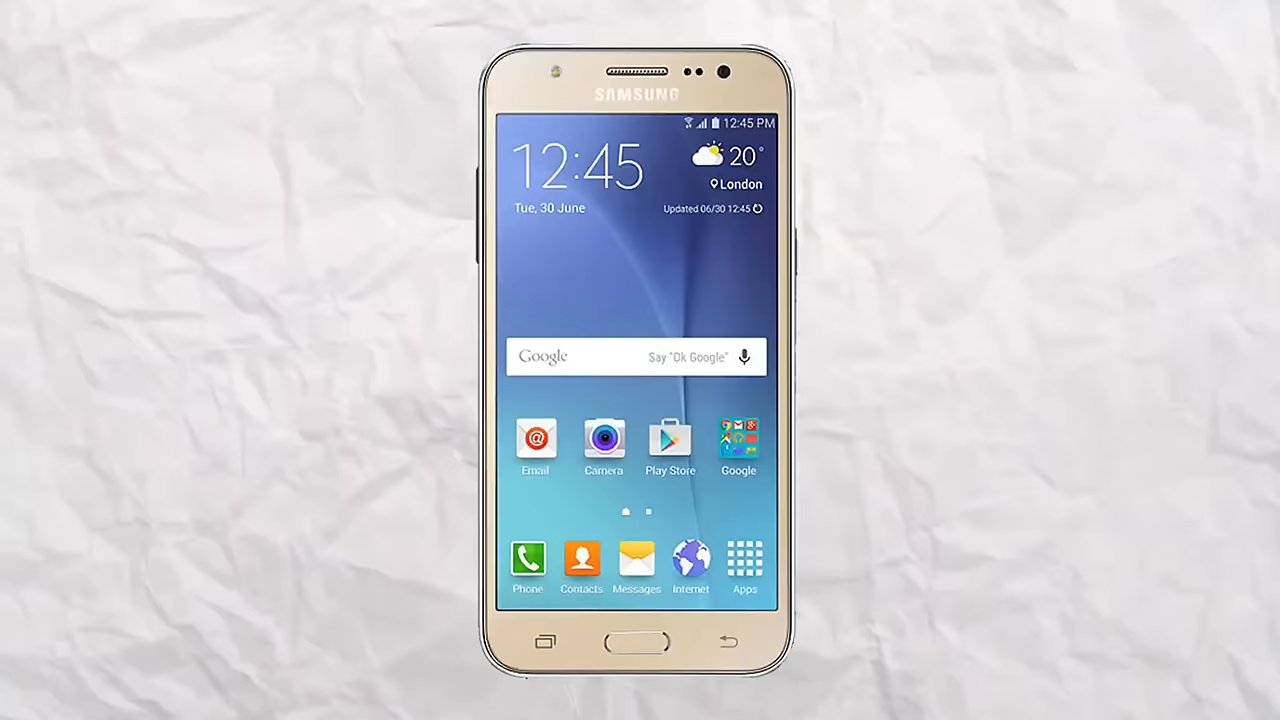 SAMSUNG
12:45 PM
12:45
20°
London
Tue, 30 June
Updated 06/30 12:45
Google
Say "Ok Google"
Email
Camera
Play Store
Google
Phone
Contacts
Messages
Internet
Apps